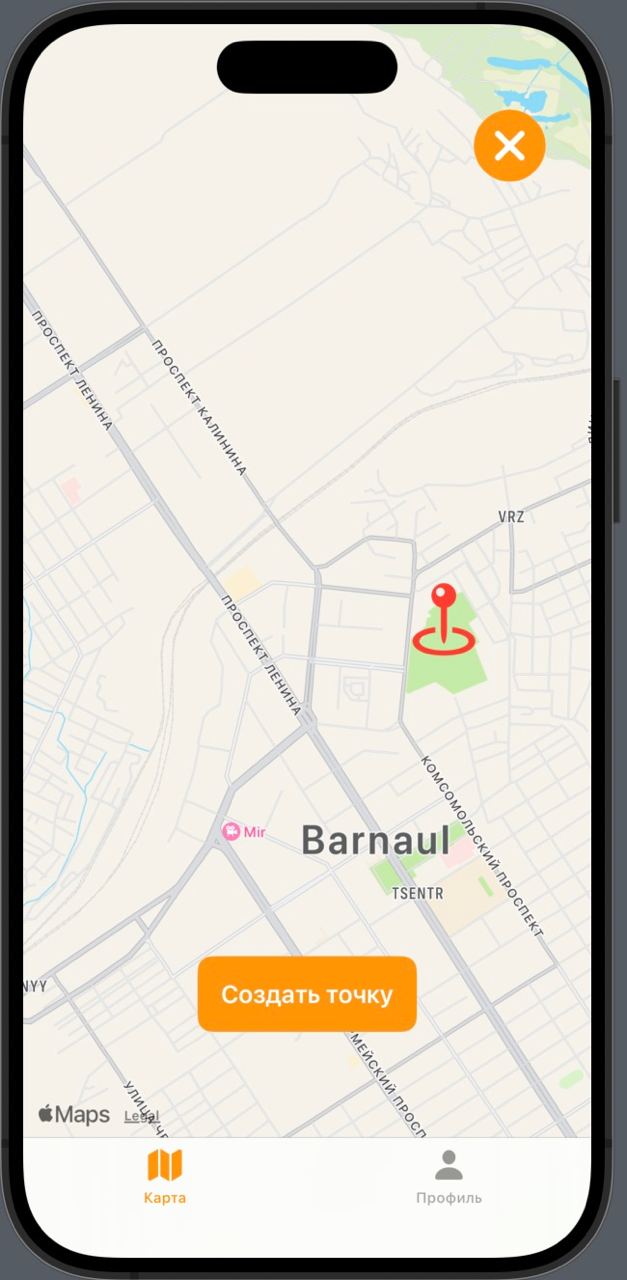 ПРОСПЕКТ ЛЕНИНА
ПРОСПЕКТ КАЛИНИНА
VRZ
ПРОСПЕКТ ЛЕНИНА
КОМСОМОЛЬСКИЙ ПРОСПЕКТ
Mir
Barnaul
TSENTR
NYY
Создать точку
МЕЙСКИЙ ПРОСП
УЛИЦА
Maps Legal
Карта
Профиль